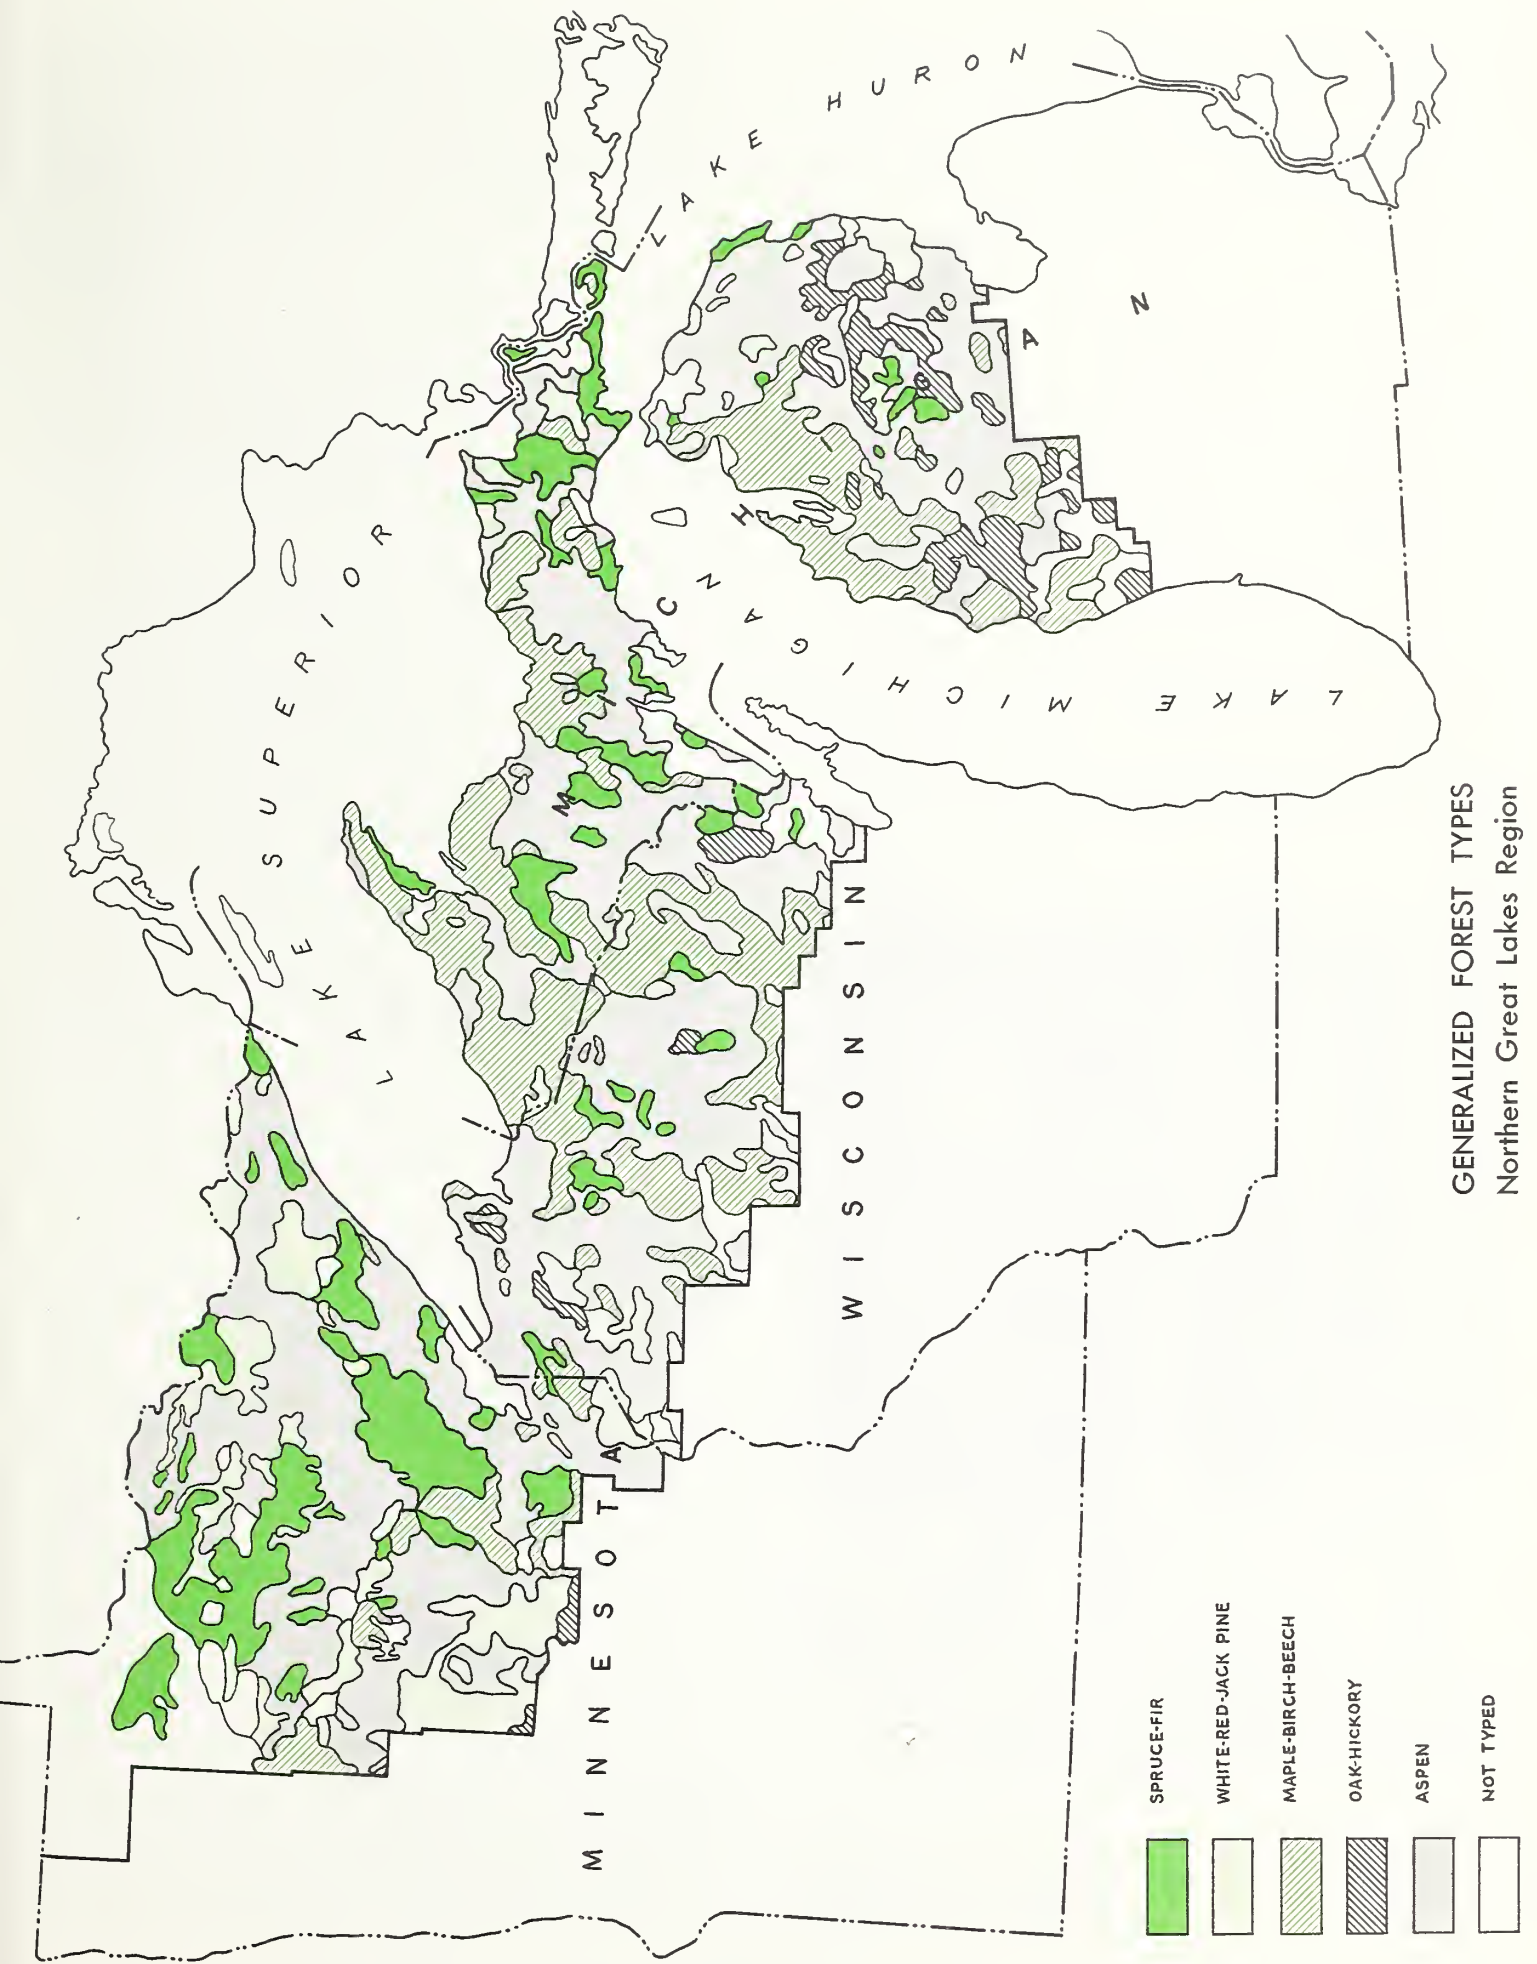 LAKE SUPERIOR
LAKE HURON
LAKE MICHIGAN
MICHIGAN
WISCONSIN
MINNESOTA
SPRUCE-FIR
WHITE-RED-JACK PINE
MAPLE-BIRCH-BEECH
OAK-HICKORY
ASPEN
NOT TYPED
GENERALIZED FOREST TYPES
Northern Great Lakes Region